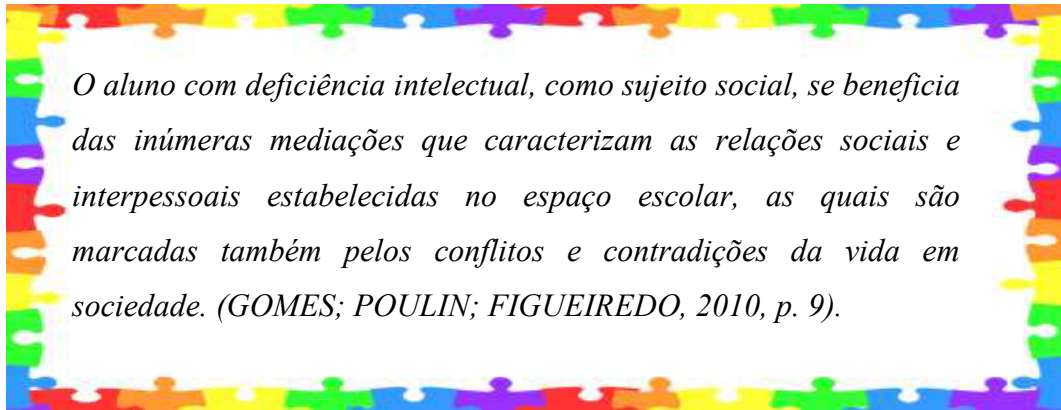 O aluno com deficiência intelectual, como sujeito social, se beneficia
das inúmeras mediações que caracterizam as relações sociais e
interpessoais estabelecidas no espaço escolar, as quais são
marcadas também pelos conflitos e contradições da vida em
sociedade. (GOMES; POULIN; FIGUEIREDO, 2010, p. 9).